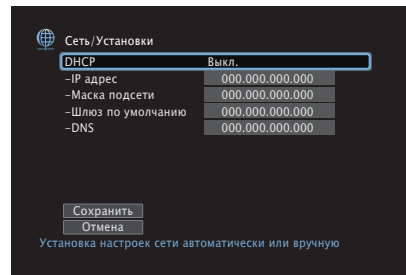 Сеть/Установки
DHCP Выкл.
–IP адрес 000.000.000.000
–Маска подсети 000.000.000.000
–Шлюз по умолчанию 000.000.000.000
–DNS 000.000.000.000
Сохранить
Отмена
Установка настроек сети автоматически или вручную